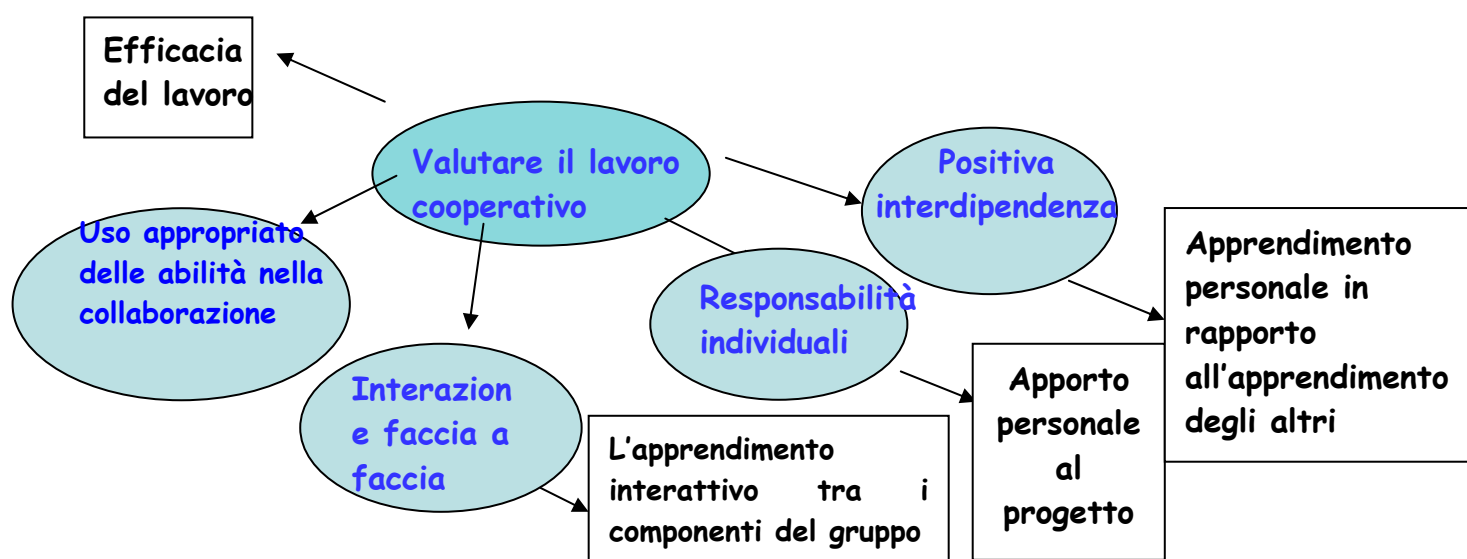 Efficacia
del lavoro
Valutare il lavoro
cooperativo
Positiva
interdipendenza
Uso appropriato
delle abilità nella
collaborazione
Responsabilità
individuali
Apprendimento
personale in
rapporto
all'apprendimento
degli altri
Interazion
e faccia a
faccia
Apporto
personale
al
progetto
L'apprendimento
interattivo tra i
componenti del gruppo